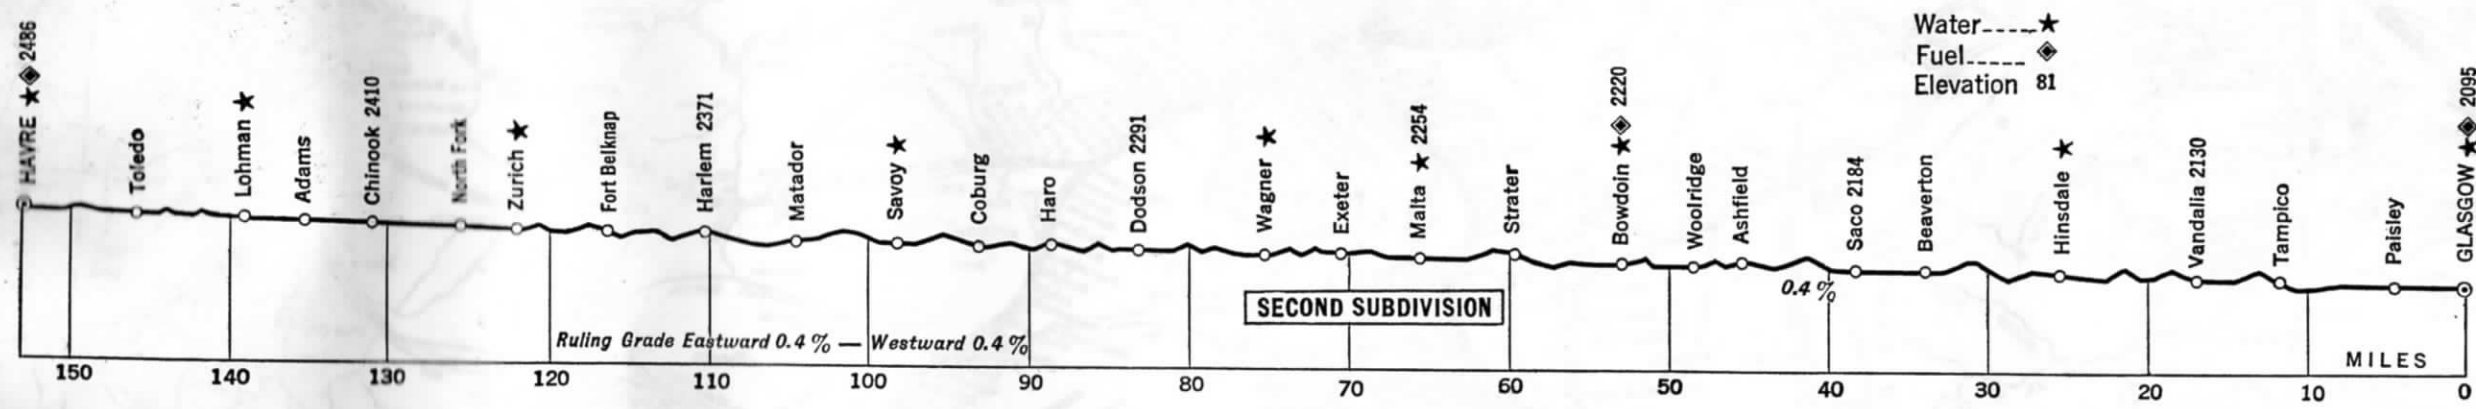 Water-----★
Fuel------ ◈
Elevation 81
HAVRE ★◈ 2486
Toledo
Lohman ★
Adams
Chinook 2410
North Fork
Zurich ★
Fort Belknap
Harlem 2371
Matador
Savoy ★
Coburg
Haro
Dodson 2291
Wagner ★
Exeter
Malta ★ 2254
Strater
Bowdoin ★◈ 2220
Woolridge
Ashfield
Saco 2184
Beaverton
Hinsdale ★
Vandalia 2130
Tampico
Paisley
GLASGOW ★◈ 2095
0.4 %
SECOND SUBDIVISION
Ruling Grade Eastward 0.4 % — Westward 0.4 %
MILES
150 140 130 120 110 100 90 80 70 60 50 40 30 20 10 0